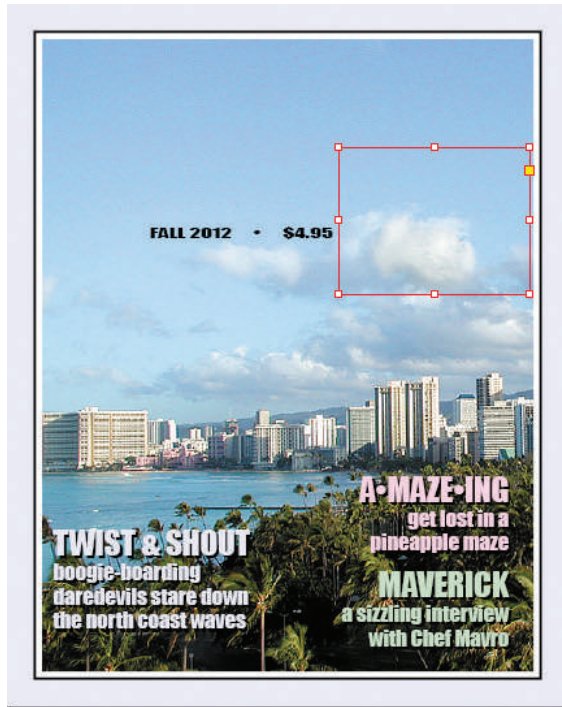 FALL 2012 • $4.95
A•MAZE•ING
get lost in a
pineapple maze
TWIST & SHOUT
boogie-boarding
daredevils stare down
the north coast waves
MAVERICK
a sizzling interview
with Chef Mavro